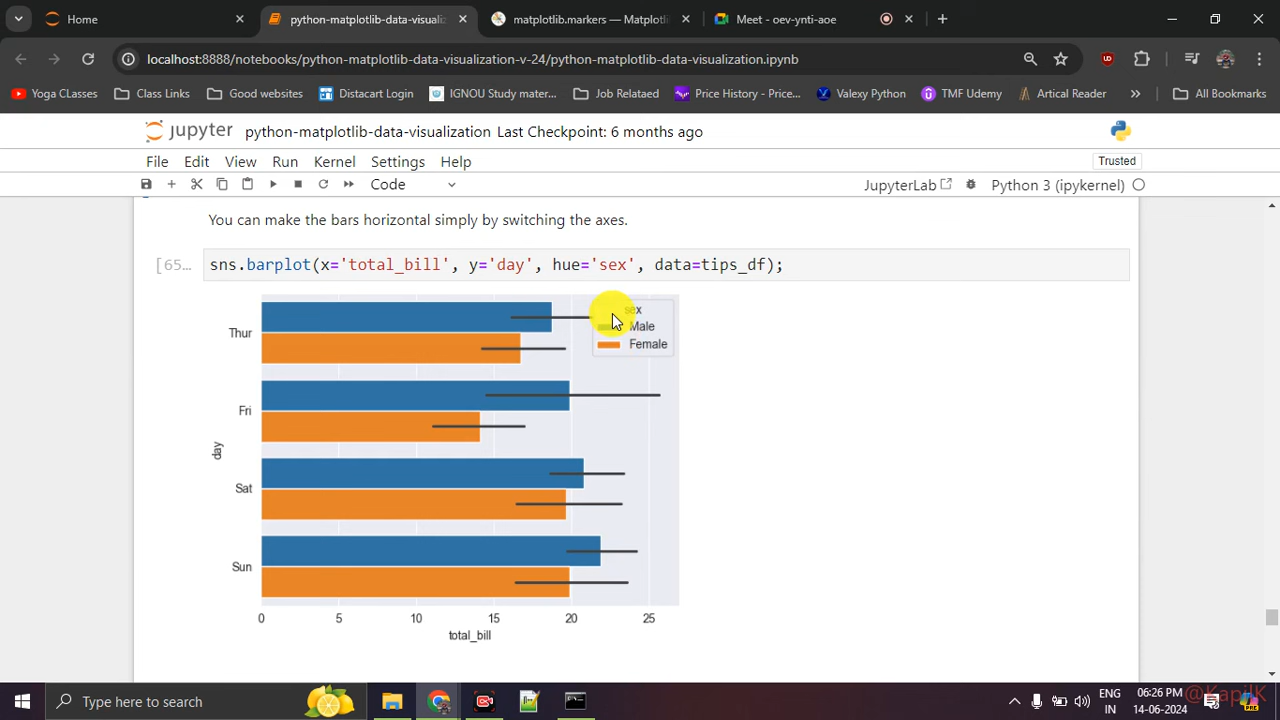 Home
python-matplotlib-data-visualiz
matplotlib.markers — Matplotl
Meet - oev-ynti-aoe
localhost:8888/notebooks/python-matplotlib-data-visualization-v-24/python-matplotlib-data-visualization.ipynb
Yoga CLasses
Class Links
Good websites
Distacart Login
IGNOU Study mater...
Job Relataed
Price History - Price...
Valexy Python
TMF Udemy
Artical Reader
All Bookmarks
jupyter
python-matplotlib-data-visualization Last Checkpoint: 6 months ago
File Edit View Run Kernel Settings Help
Trusted
Code
JupyterLab
Python 3 (ipykernel)
You can make the bars horizontal simply by switching the axes.
[65...
sns.barplot(x='total_bill', y='day', hue='sex', data=tips_df);
sex
Male
Female
Thur
Fri
Sat
Sun
day
0 5 10 15 20 25
total_bill
Type here to search
ENG
IN
06:26 PM
14-06-2024
@KapilK